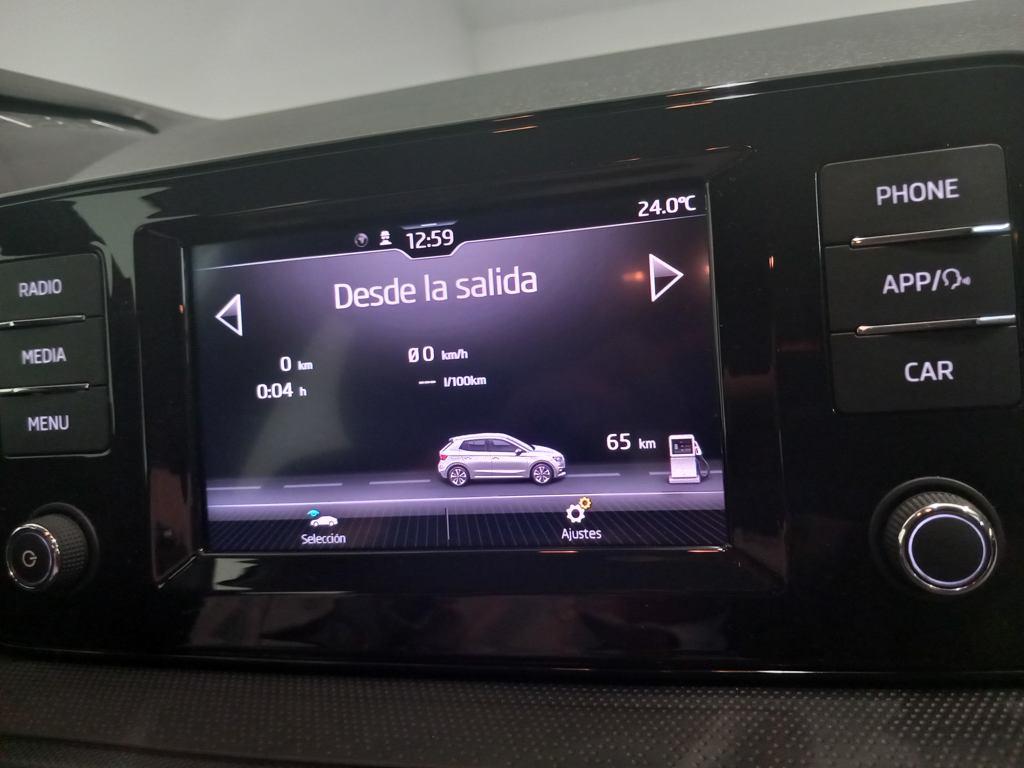 RADIO
MEDIA
MENU
12:59
24.0°C
Desde la salida
0 km
0:04 h
Ø 0 km/h
--- l/100km
65 km
Selección
Ajustes
PHONE
APP/
CAR